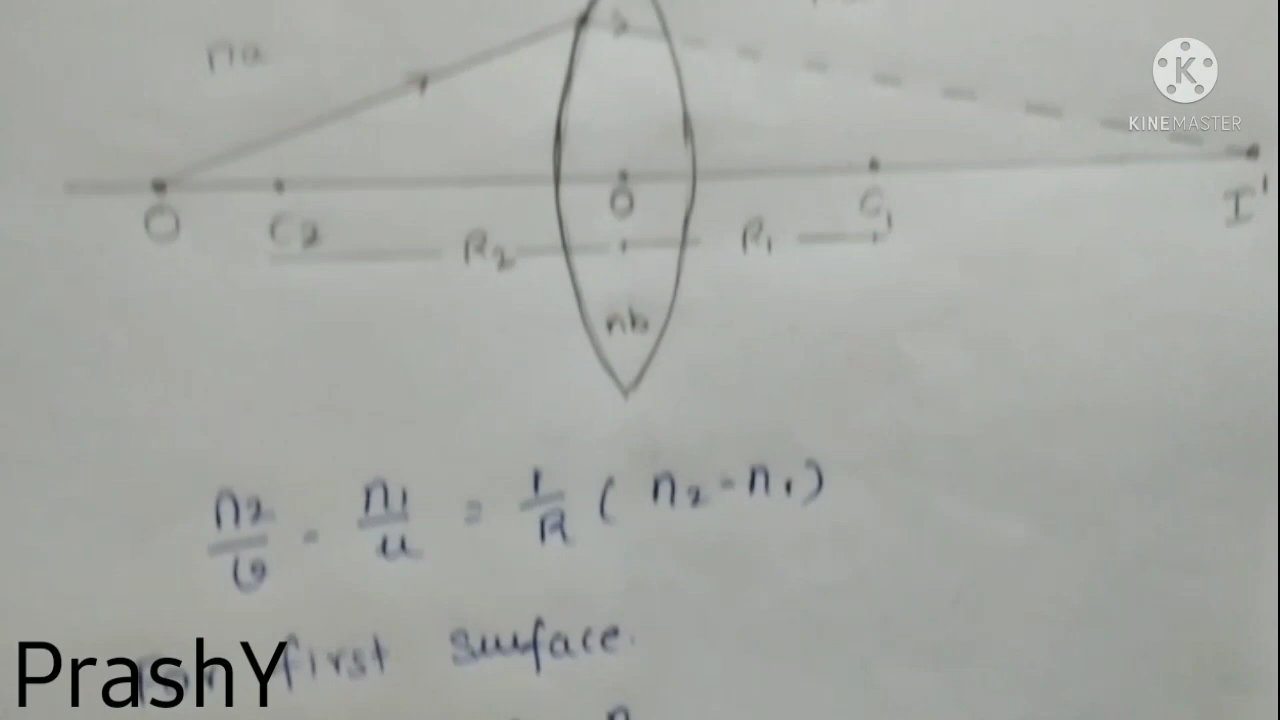 na
KINEMASTER
O C2 R2 O nb R1 C1 I'
n2/v - n1/u = 1/R ( n2 - n1 )
first surface.
PrashY